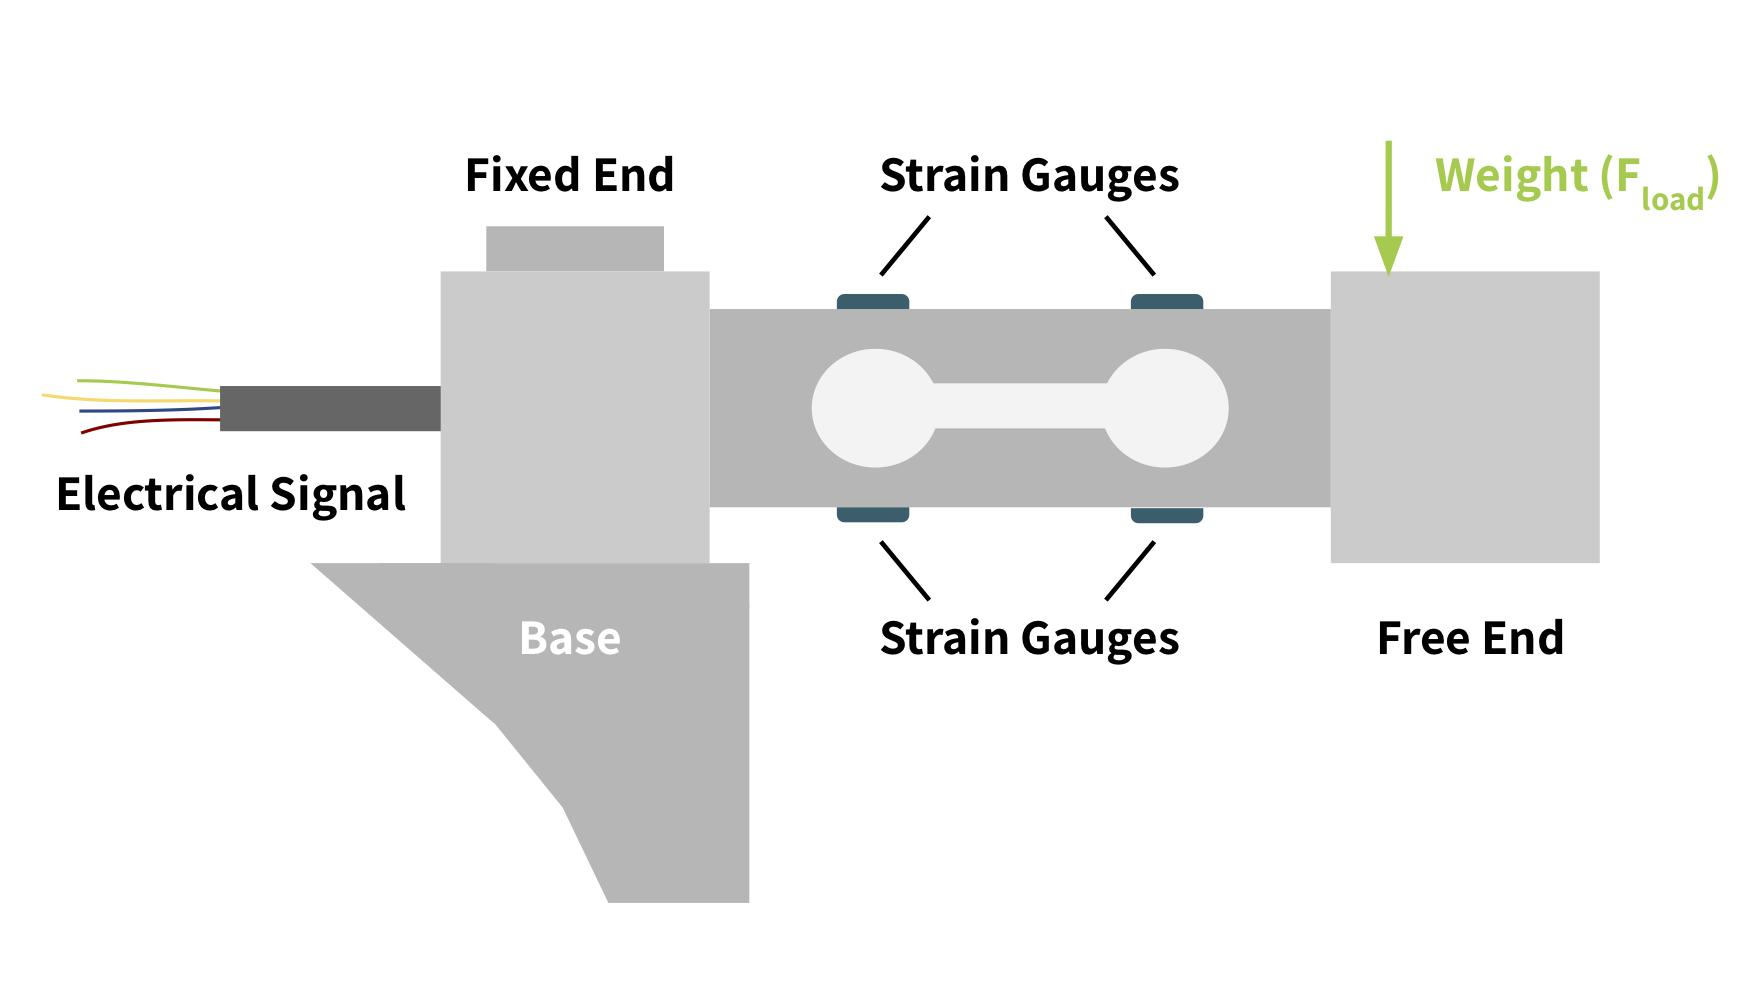 Fixed End
Strain Gauges
Weight (Fload)
Electrical Signal
Base
Strain Gauges
Free End